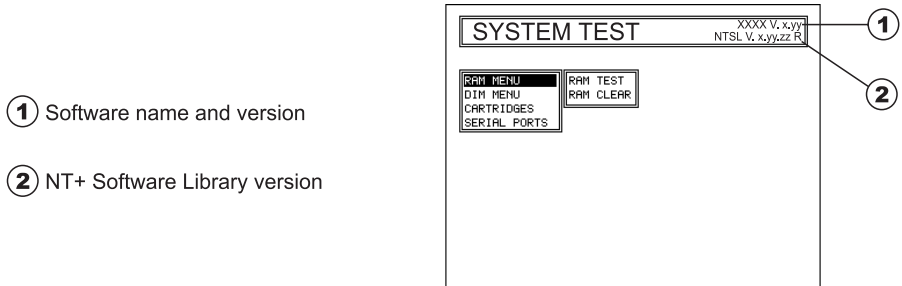 SYSTEM TEST
XXXX V. x.yy
NTSL V. x.yy.zz R
1
2
RAM MENU
DIM MENU
CARTRIDGES
SERIAL PORTS
RAM TEST
RAM CLEAR
1 Software name and version
2 NT+ Software Library version